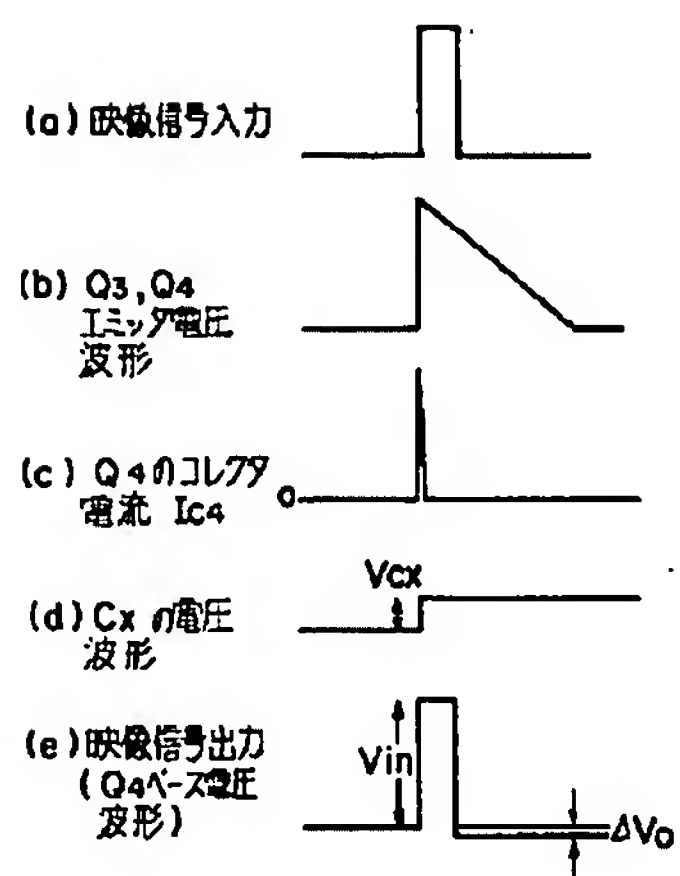 (a) 映像信号入力
(b) Q3, Q4
エミッタ電圧
波形
(c) Q4のコレクタ
電流 Ic4
0
Vcx
(d) Cx の電圧
波形
(e) 映像信号出力
(Q4ベース電圧
波形)
Vin
ΔVo